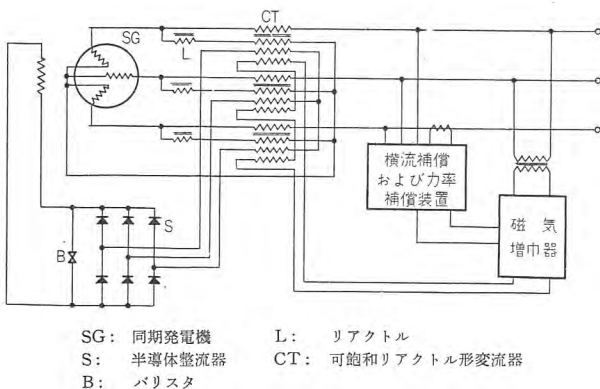 CT
SG
L
横流補償
および力率
補償装置
磁気
増巾器
S
B
SG: 同期発電機
L: リアクトル
S: 半導体整流器
CT: 可飽和リアクトル形変流器
B: バリスタ